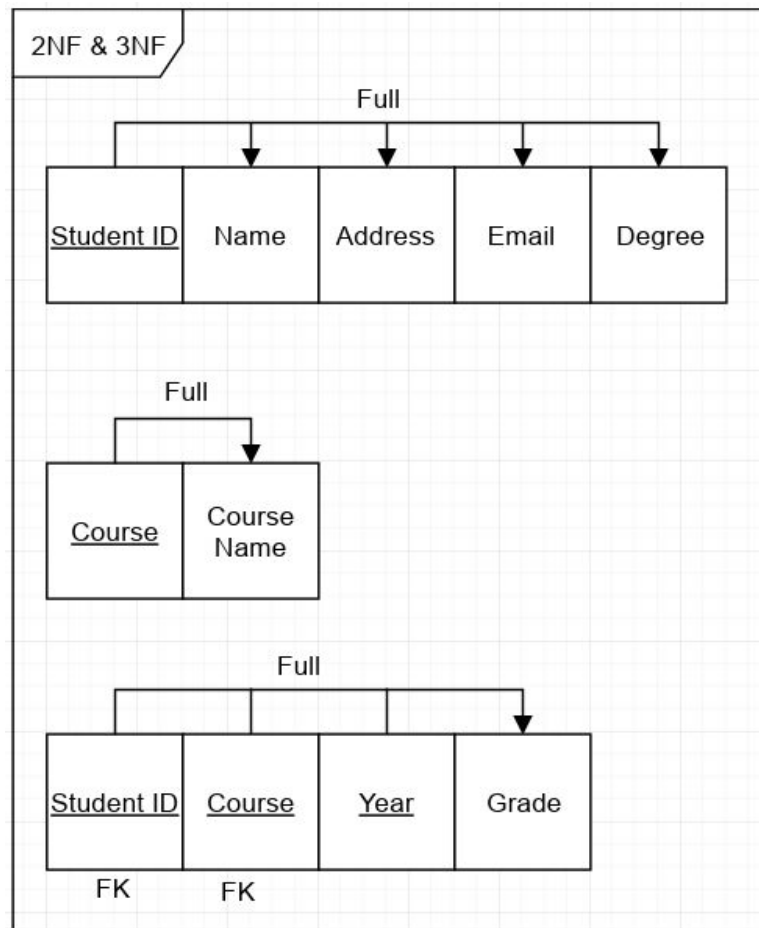 2NF & 3NF
Full
Student ID Name Address Email Degree
Full
Course Course
Name
Full
Student ID Course Year Grade
FK FK